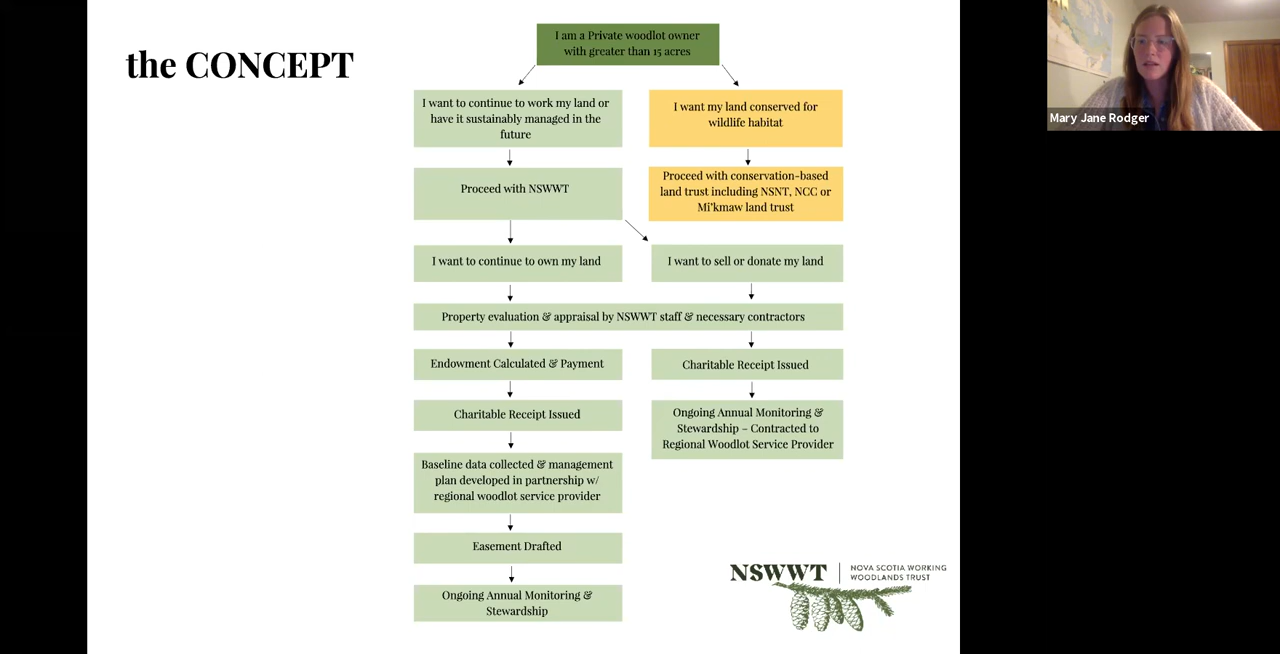 the CONCEPT
I am a Private woodlot owner
with greater than 15 acres
I want to continue to work my land or
have it sustainably managed in the
future
I want my land conserved for
wildlife habitat
Proceed with NSWWT
Proceed with conservation-based
land trust including NSNT, NCC or
Mi'kmaw land trust
I want to continue to own my land
I want to sell or donate my land
Property evaluation & appraisal by NSWWT staff & necessary contractors
Endowment Calculated & Payment
Charitable Receipt Issued
Charitable Receipt Issued
Ongoing Annual Monitoring &
Stewardship – Contracted to
Regional Woodlot Service Provider
Baseline data collected & management
plan developed in partnership w/
regional woodlot service provider
Easement Drafted
Ongoing Annual Monitoring &
Stewardship
NSWWT
NOVA SCOTIA WORKING
WOODLANDS TRUST
Mary Jane Rodger